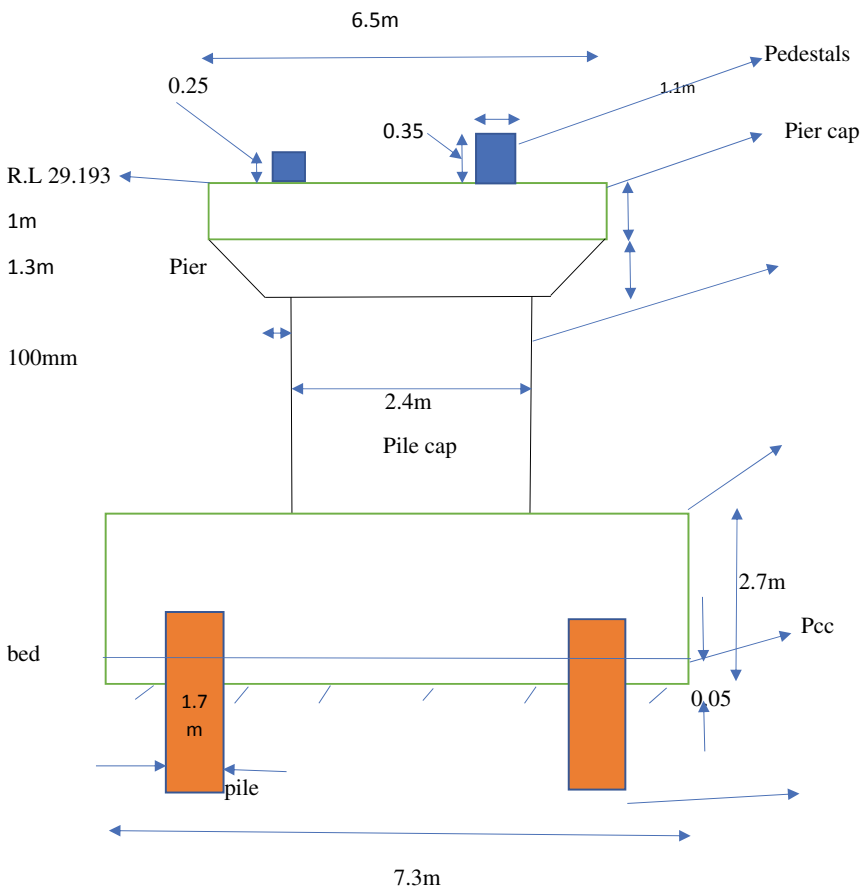 6.5m
Pedestals
0.25
1.1m
0.35
Pier cap
R.L 29.193
1m
1.3m
Pier
100mm
2.4m
Pile cap
2.7m
bed
Pcc
1.7
m
0.05
pile
7.3m